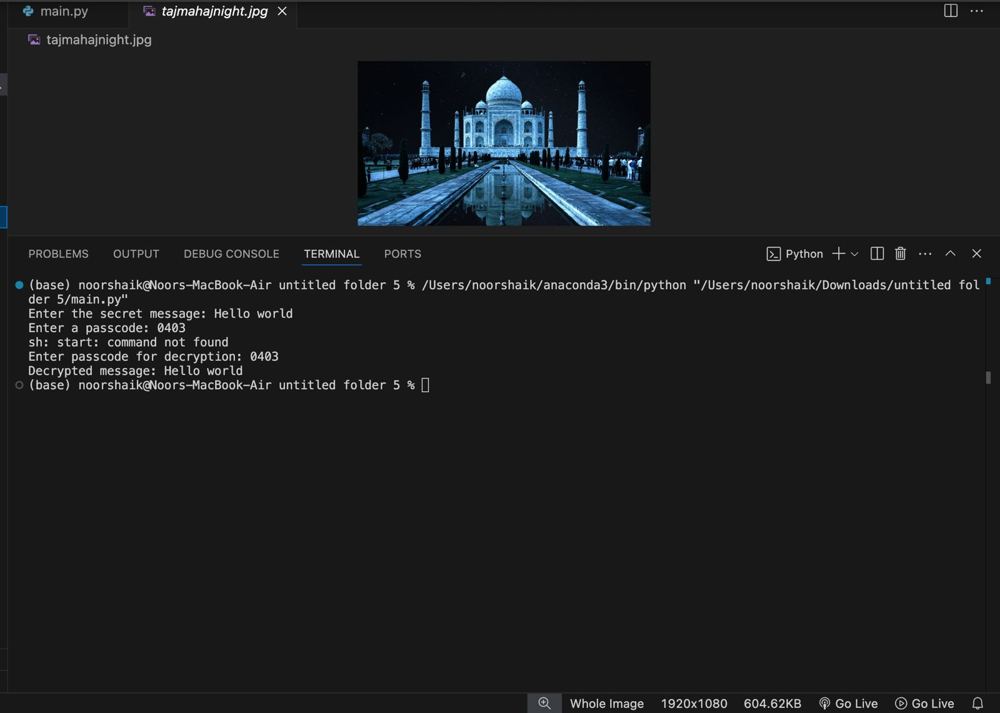 main.py
tajmahajnight.jpg
tajmahajnight.jpg
PROBLEMS OUTPUT DEBUG CONSOLE TERMINAL PORTS Python
(base) noorshaik@Noors-MacBook-Air untitled folder 5 % /Users/noorshaik/anaconda3/bin/python "/Users/noorshaik/Downloads/untitled fol
der 5/main.py"
Enter the secret message: Hello world
Enter a passcode: 0403
sh: start: command not found
Enter passcode for decryption: 0403
Decrypted message: Hello world
(base) noorshaik@Noors-MacBook-Air untitled folder 5 %
Whole Image 1920x1080 604.62KB Go Live Go Live